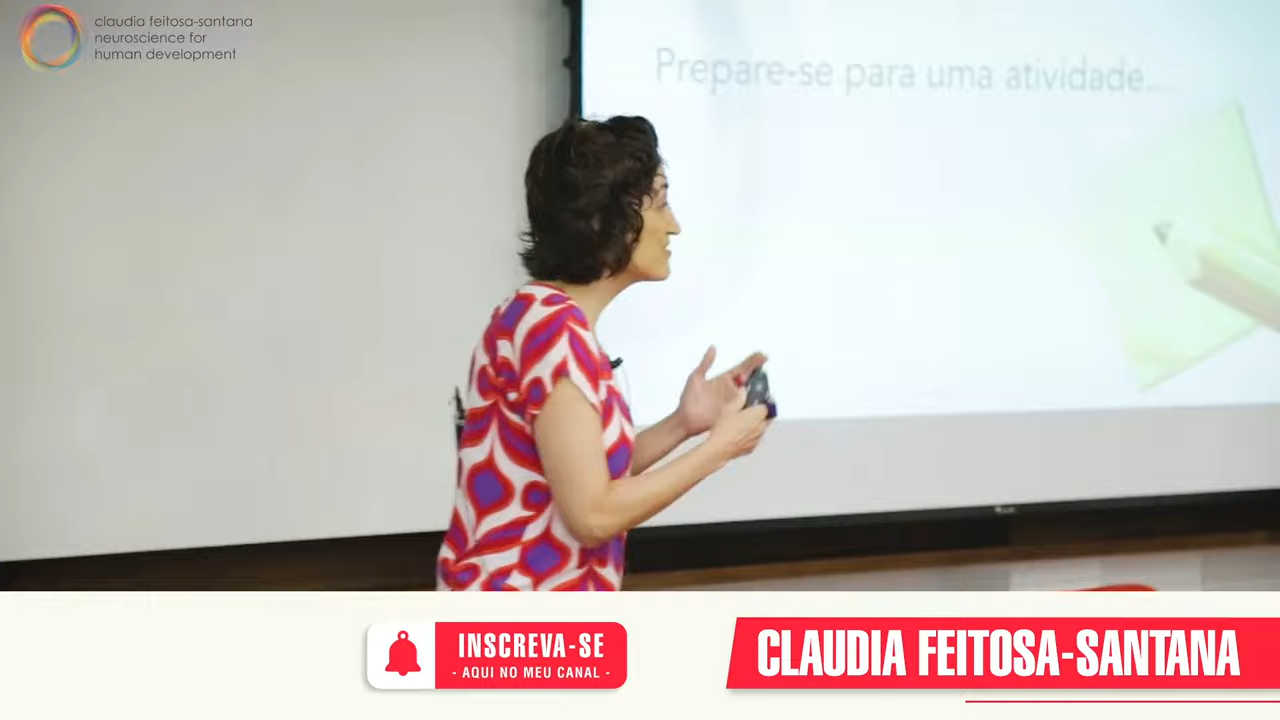 claudia feitosa-santana
neuroscience for
human development
Prepare-se para uma atividade...
INSCREVA-SE
- AQUI NO MEU CANAL -
CLAUDIA FEITOSA-SANTANA